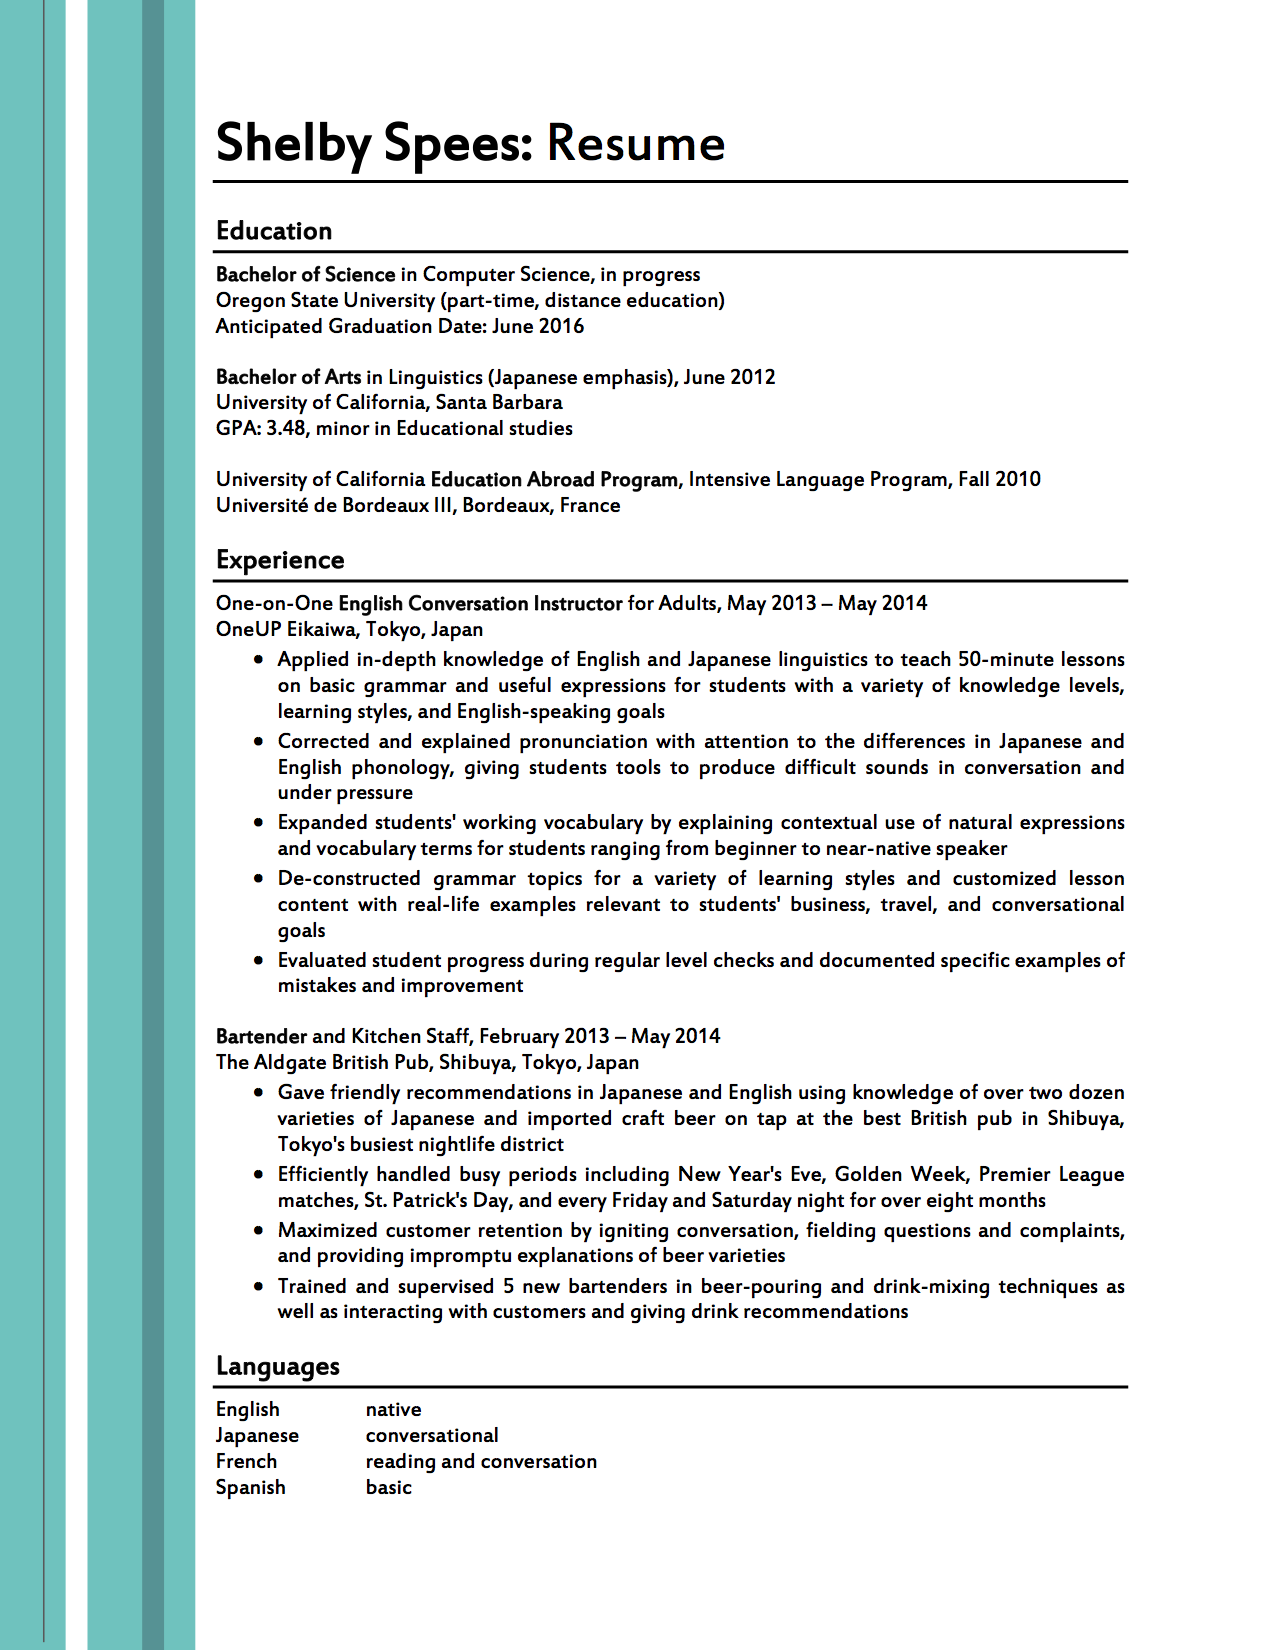 Shelby Spees: Resume
Education
Bachelor of Science in Computer Science, in progress
Oregon State University (part-time, distance education)
Anticipated Graduation Date: June 2016
Bachelor of Arts in Linguistics (Japanese emphasis), June 2012
University of California, Santa Barbara
GPA: 3.48, minor in Educational studies
University of California Education Abroad Program, Intensive Language Program, Fall 2010
Université de Bordeaux III, Bordeaux, France
Experience
One-on-One English Conversation Instructor for Adults, May 2013 – May 2014
OneUP Eikaiwa, Tokyo, Japan
• Applied in-depth knowledge of English and Japanese linguistics to teach 50-minute lessons
on basic grammar and useful expressions for students with a variety of knowledge levels,
learning styles, and English-speaking goals
• Corrected and explained pronunciation with attention to the differences in Japanese and
English phonology, giving students tools to produce difficult sounds in conversation and
under pressure
• Expanded students' working vocabulary by explaining contextual use of natural expressions
and vocabulary terms for students ranging from beginner to near-native speaker
• De-constructed grammar topics for a variety of learning styles and customized lesson
content with real-life examples relevant to students' business, travel, and conversational
goals
• Evaluated student progress during regular level checks and documented specific examples of
mistakes and improvement
Bartender and Kitchen Staff, February 2013 – May 2014
The Aldgate British Pub, Shibuya, Tokyo, Japan
• Gave friendly recommendations in Japanese and English using knowledge of over two dozen
varieties of Japanese and imported craft beer on tap at the best British pub in Shibuya,
Tokyo's busiest nightlife district
• Efficiently handled busy periods including New Year's Eve, Golden Week, Premier League
matches, St. Patrick's Day, and every Friday and Saturday night for over eight months
• Maximized customer retention by igniting conversation, fielding questions and complaints,
and providing impromptu explanations of beer varieties
• Trained and supervised 5 new bartenders in beer-pouring and drink-mixing techniques as
well as interacting with customers and giving drink recommendations
Languages
English native
Japanese conversational
French reading and conversation
Spanish basic